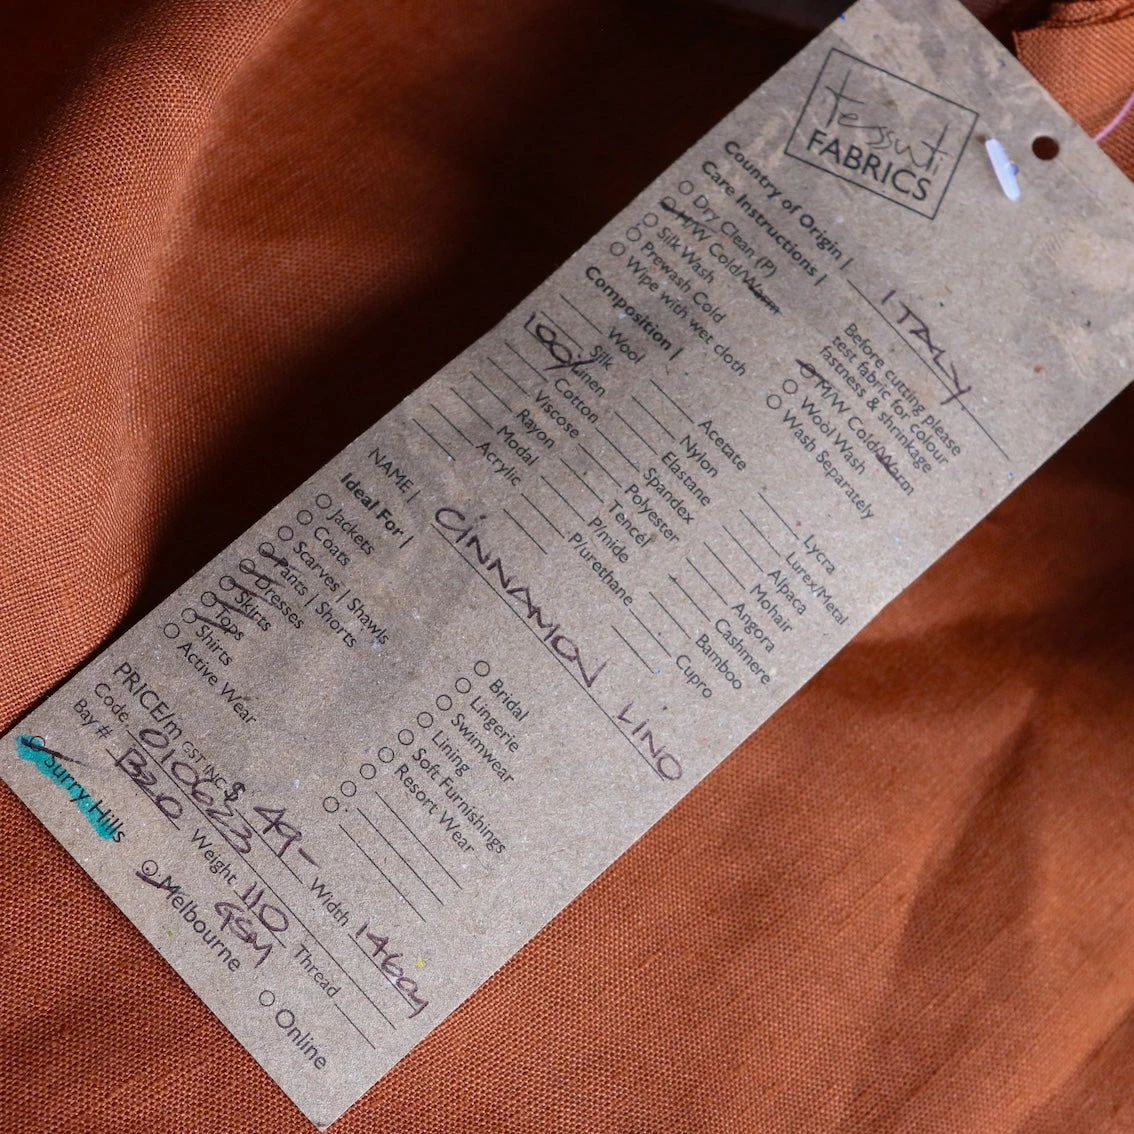 tessuti
FABRICS
Country of Origin | ITALY
Care Instructions |
Before cutting please
test fabric for colour
fastness & shrinkage
Dry Clean (P)
H/W Cold/Warm
M/W Cold/Warm
Silk Wash
Wool Wash
Prewash Cold
Wash Separately
Wipe with wet cloth
Composition |
Wool
Acetate
Lycra
Silk
Nylon
Lurex/Metal
100% Linen
Elastane
Alpaca
Cotton
Spandex
Mohair
Viscose
Polyester
Angora
Rayon
Tencel
Cashmere
Modal
P/mide
Bamboo
Acrylic
P/urethane
Cupro
NAME | CINNAMON LINO
Ideal For |
Jackets
Bridal
Coats
Lingerie
Scarves | Shawls
Swimwear
Pants | Shorts
Lining
Dresses
Soft Furnishings
Skirts
Resort Wear
Tops
Shirts
Active Wear
PRICE/m GST INC $ 49- Width 146cm
Code 010623 Weight 110 GSM Thread
Bay# B20
Surry Hills
Melbourne
Online